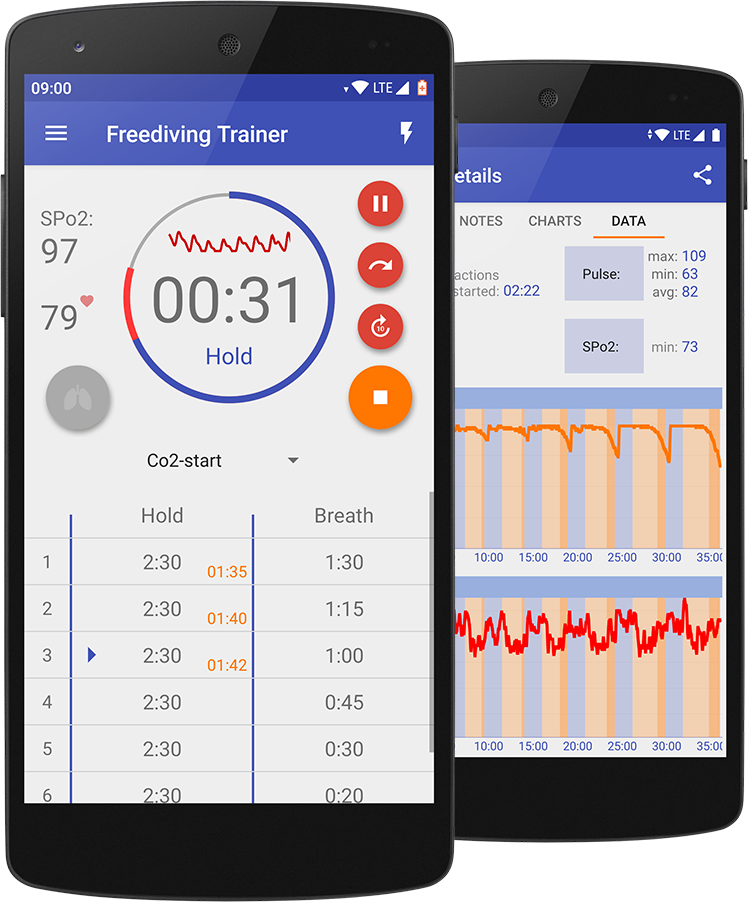 09:00
LTE
Freediving Trainer
SPo2:
97
79
00:31
Hold
10
Co2-start
Hold Breath
1 2:30 01:35 1:30
2 2:30 01:40 1:15
3 2:30 01:42 1:00
4 2:30 0:45
5 2:30 0:30
6 2:30 0:20
LTE
etails
NOTES CHARTS DATA
actions
started: 02:22
Pulse:
max: 109
min: 63
avg: 82
SPo2:
min: 73
10:00 15:00 20:00 25:00 30:00 35:00
10:00 15:00 20:00 25:00 30:00 35:00